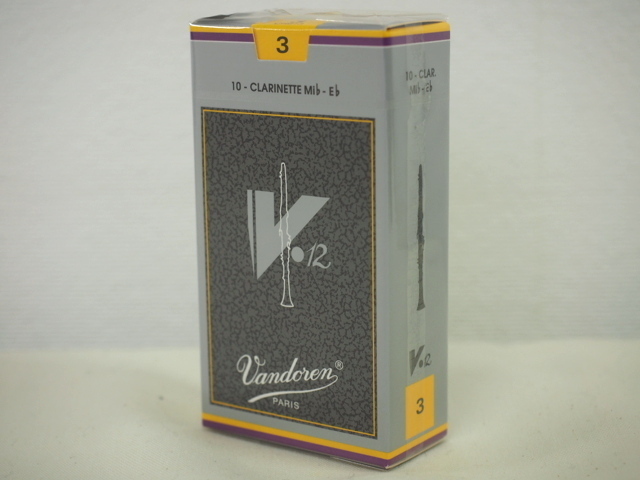 3
10 - CLARINETTE MI♭ - E♭
V•12
Vandoren®
PARIS
10 - CLAR.
MI♭ - E♭
V•12
3